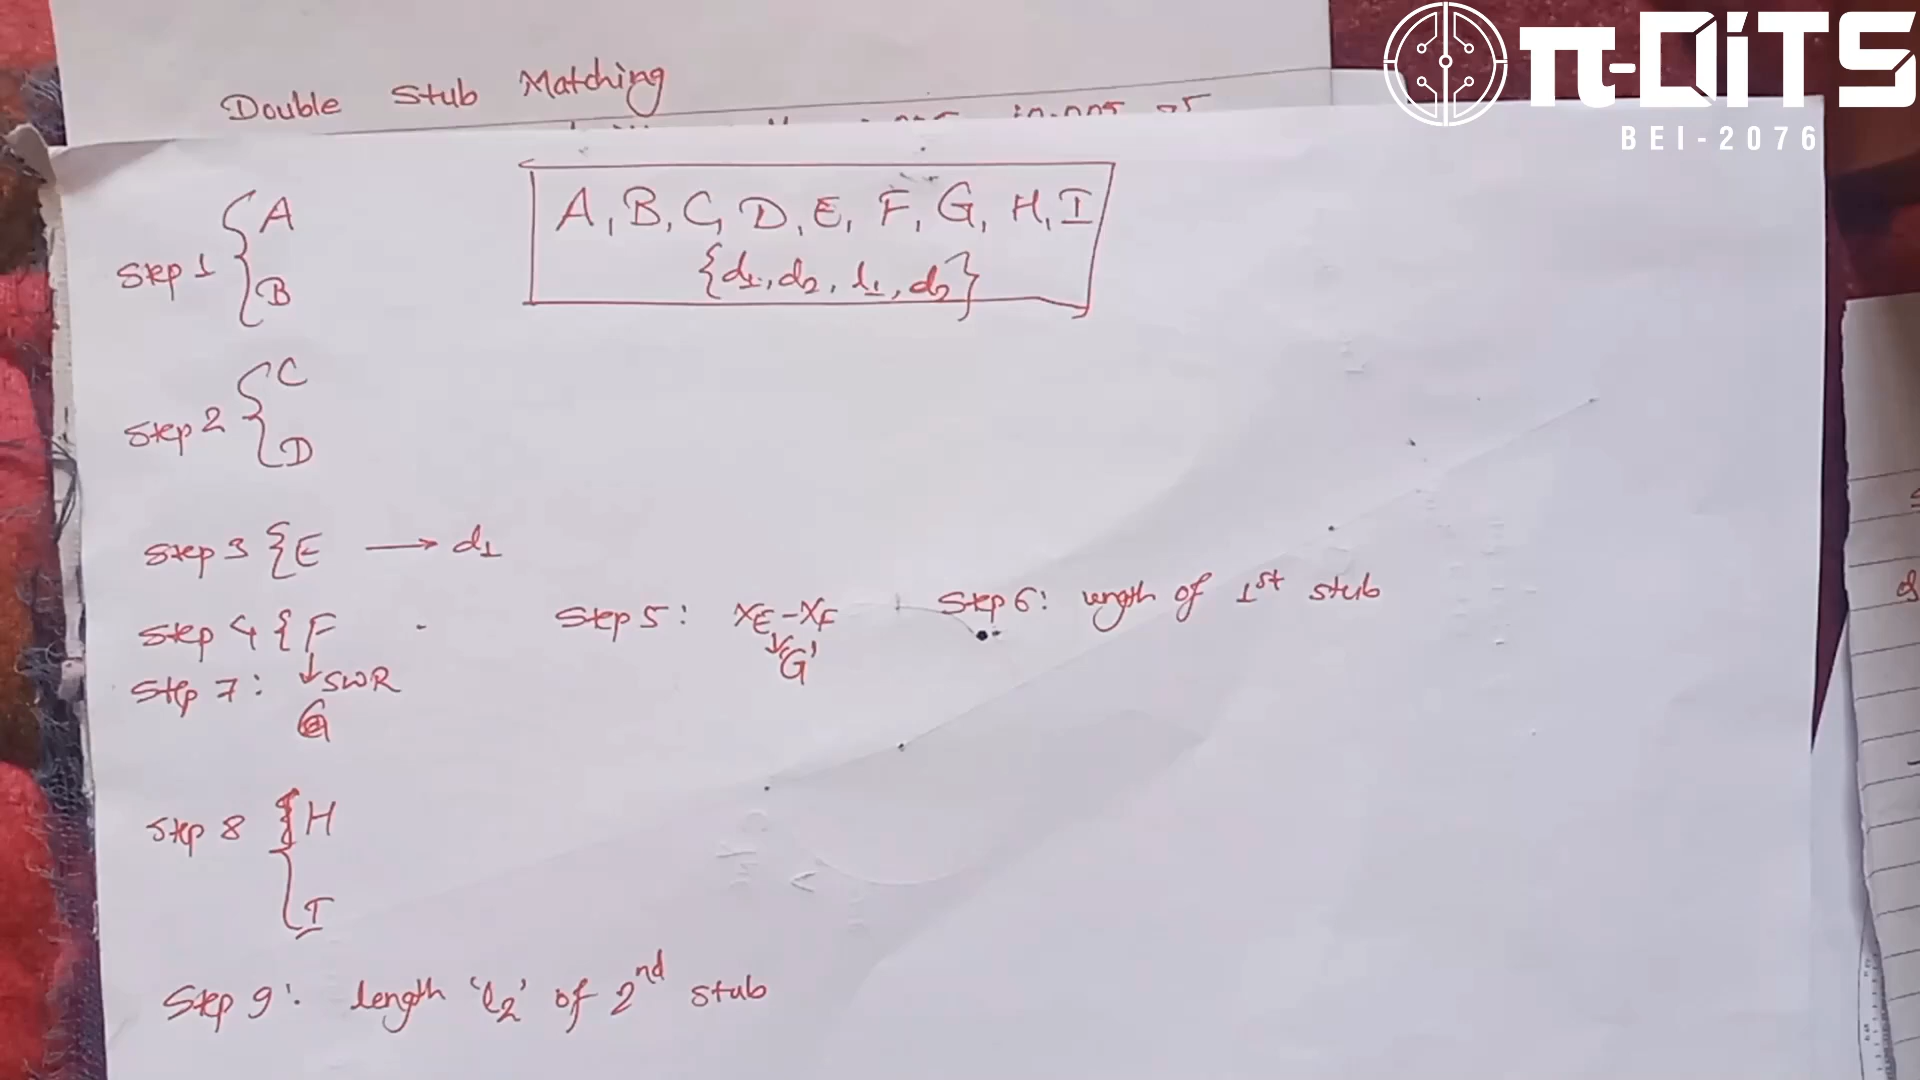 π-DiTS
BEI-2076
Double Stub Matching
A, B, C, D, E, F, G, H, I
{d1, d2, l1, d2}
Step 1 { A
B
Step 2 { C
D
Step 3 { E → d1
Step 4 { F
Step 5: XE-XF
G'
Step 6: length of 1st stub
Step 7: ↓ SWR
G
Step 8 { H
I
Step 9: length 'l2' of 2nd stub